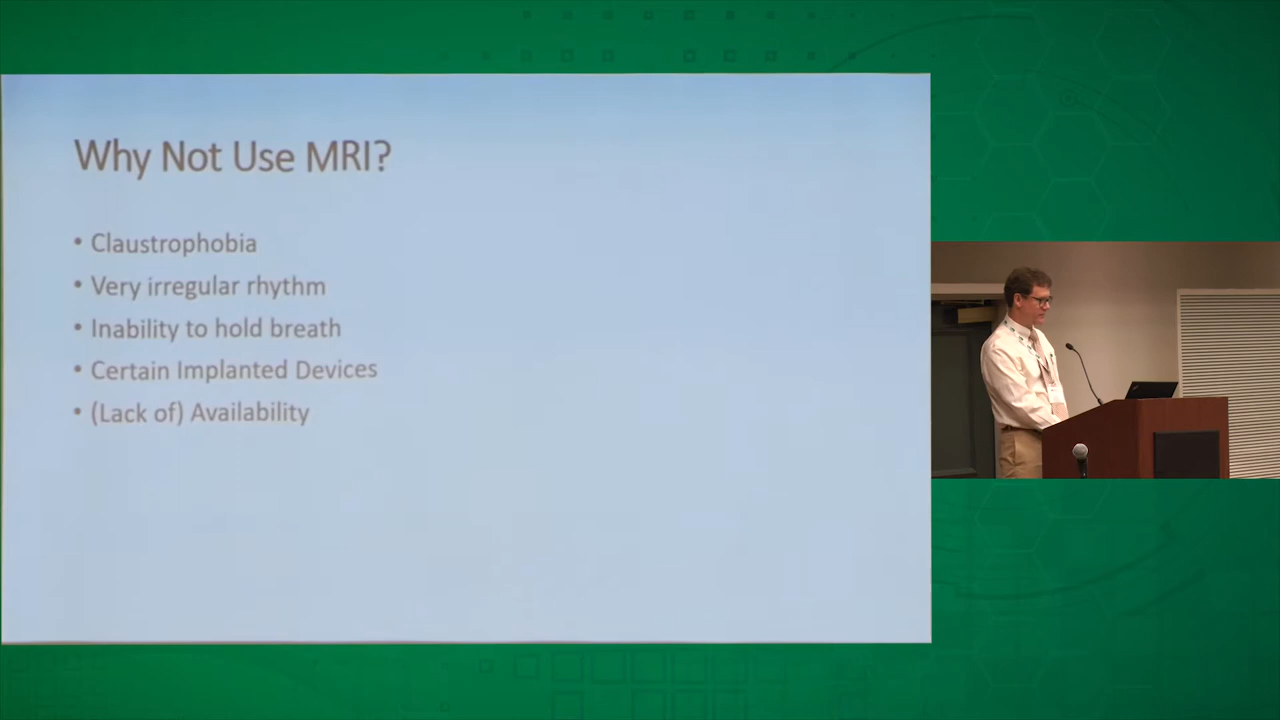 Why Not Use MRI?
• Claustrophobia
• Very irregular rhythm
• Inability to hold breath
• Certain Implanted Devices
• (Lack of) Availability